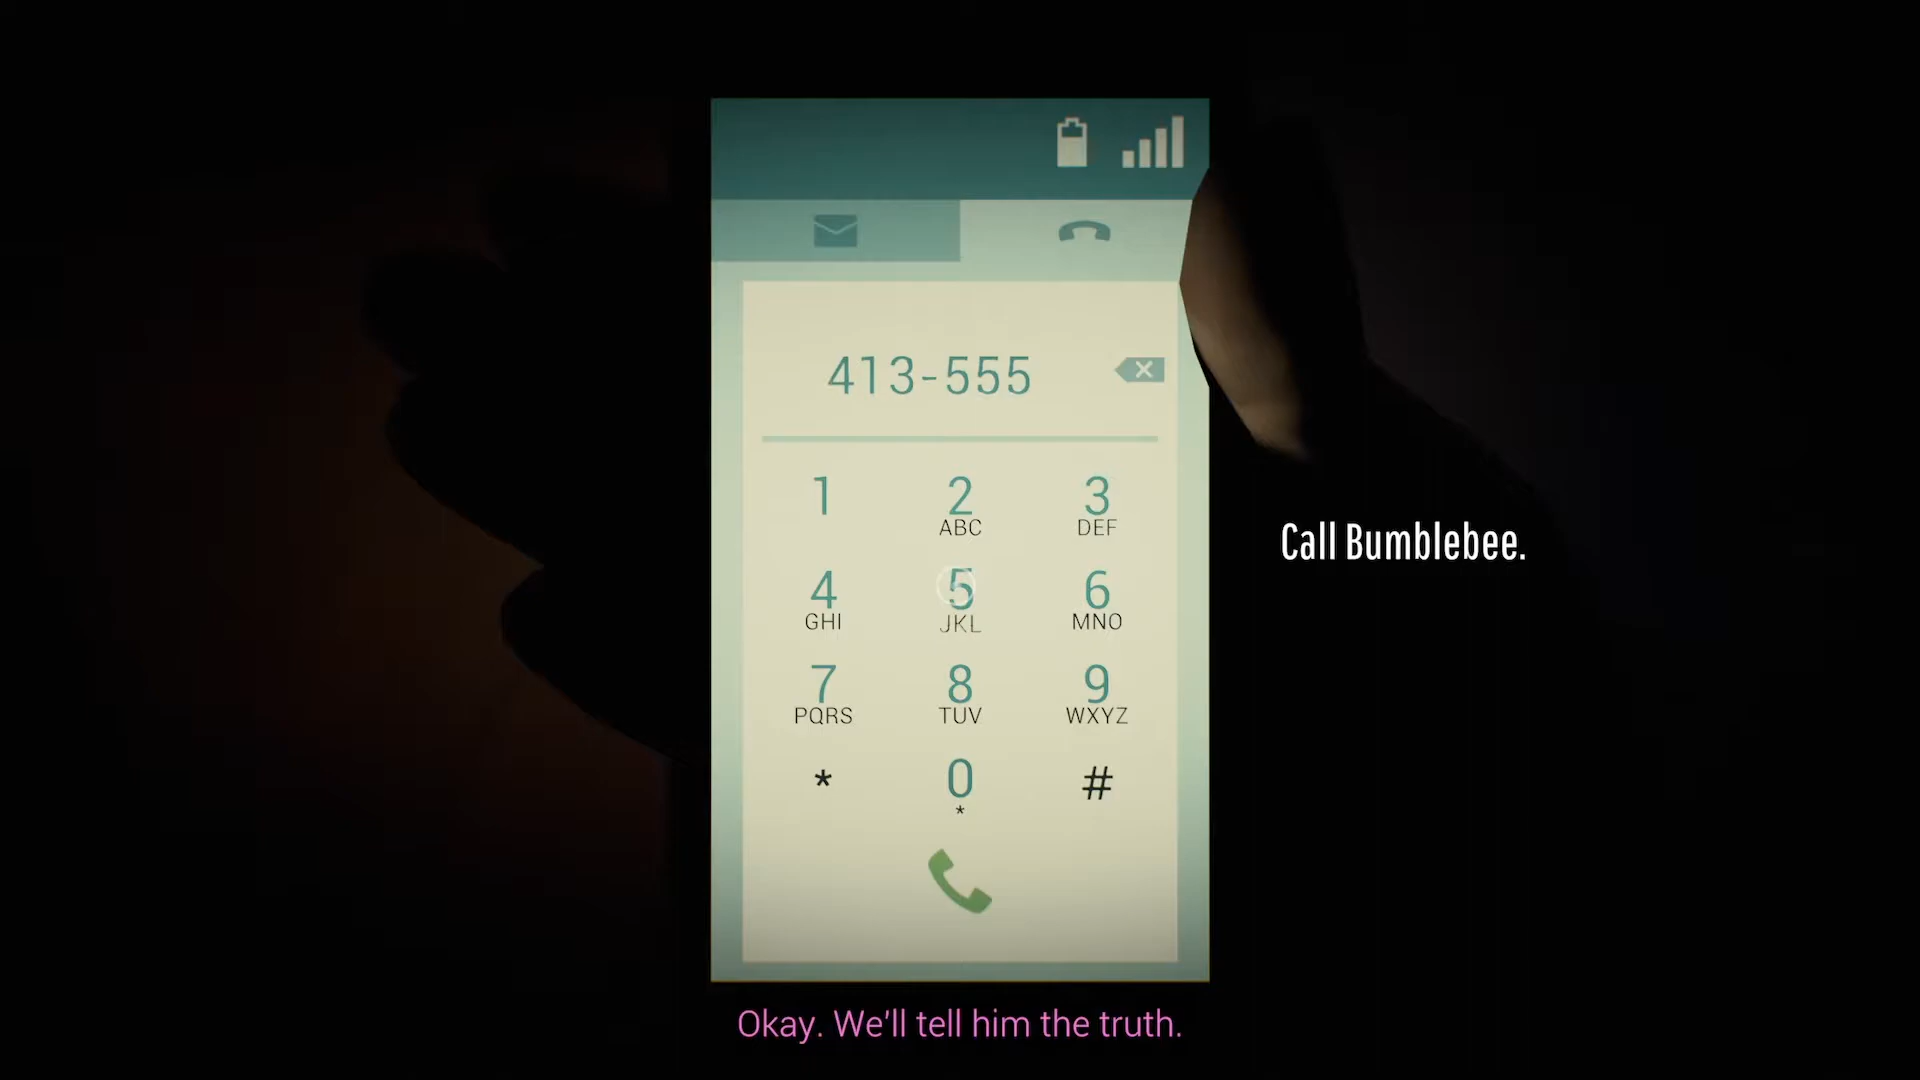 413-555
1 2 3
ABC DEF
4 5 6
GHI JKL MNO
7 8 9
PQRS TUV WXYZ
* 0 #
*
Call Bumblebee.
Okay. We'll tell him the truth.